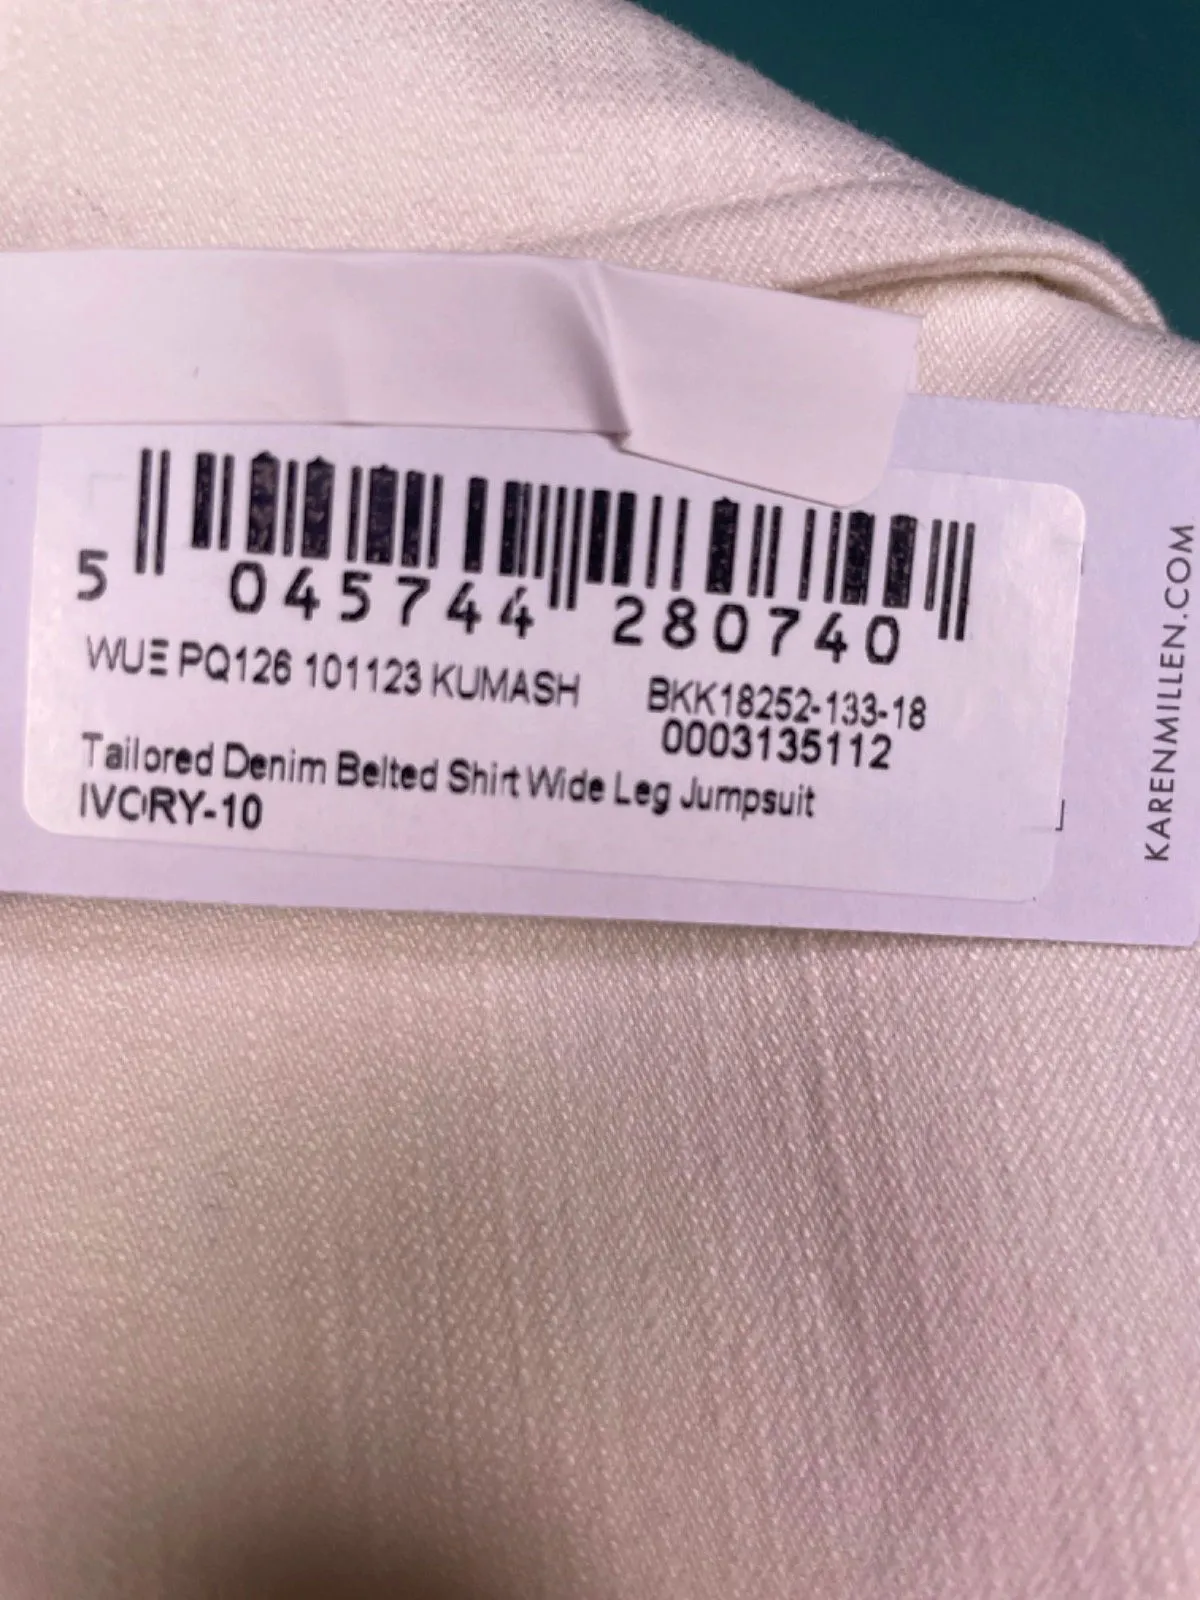 5 045744 280740
WUE PQ126 101123 KUMASH BKK18252-133-18
0003135112
Tailored Denim Belted Shirt Wide Leg Jumpsuit
IVORY-10
KARENMILLEN.COM